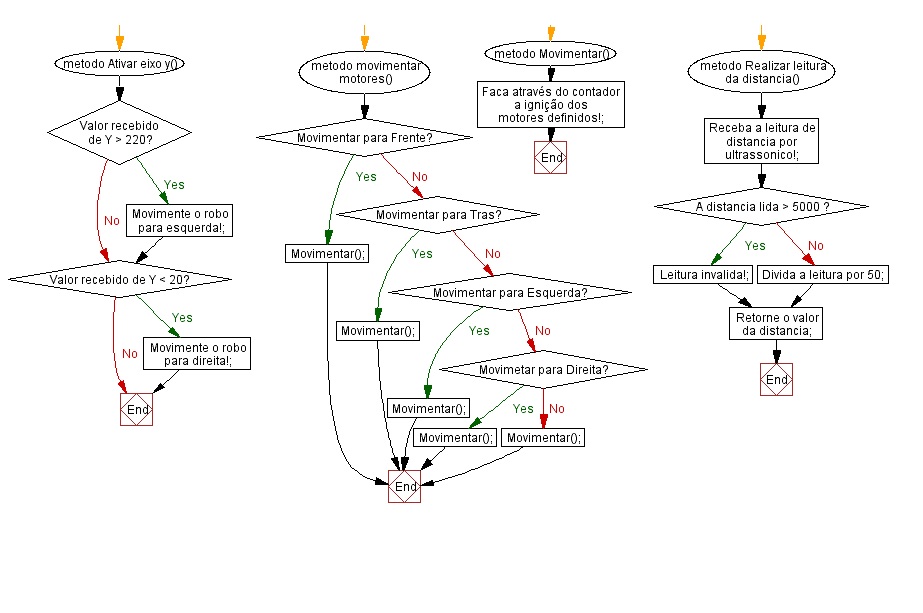 metodo Ativar eixo y()
Valor recebido
de Y > 220?
Yes
No
Movimente o robo
para esquerda!;
Valor recebido de Y < 20?
Yes
No
Movimente o robo
para direita!;
End
metodo movimentar
motores()
Movimentar para Frente?
Yes
No
Movimentar para Tras?
Movimentar();
Yes
No
Movimentar para Esquerda?
Movimentar();
Yes
No
Movimetar para Direita?
Movimentar();
Yes
No
Movimentar();
Movimentar();
End
metodo Movimentar()
Faca através do contador
a ignição dos
motores definidos!;
End
metodo Realizar leitura
da distancia()
Receba a leitura de
distancia por
ultrassonico!;
A distancia lida > 5000 ?
Yes
No
Leitura invalida!;
Divida a leitura por 50;
Retorne o valor
da distancia;
End